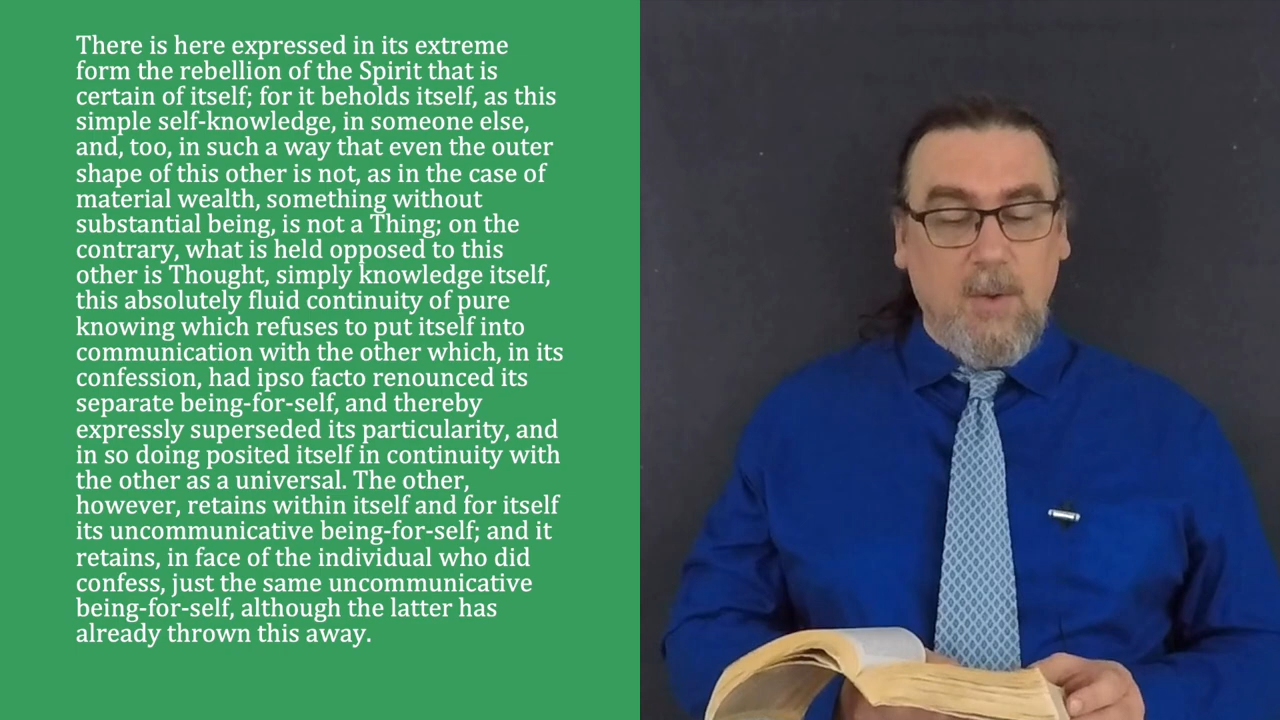 There is here expressed in its extreme
form the rebellion of the Spirit that is
certain of itself; for it beholds itself, as this
simple self-knowledge, in someone else,
and, too, in such a way that even the outer
shape of this other is not, as in the case of
material wealth, something without
substantial being, is not a Thing; on the
contrary, what is held opposed to this
other is Thought, simply knowledge itself,
this absolutely fluid continuity of pure
knowing which refuses to put itself into
communication with the other which, in its
confession, had ipso facto renounced its
separate being-for-self, and thereby
expressly superseded its particularity, and
in so doing posited itself in continuity with
the other as a universal. The other,
however, retains within itself and for itself
its uncommunicative being-for-self; and it
retains, in face of the individual who did
confess, just the same uncommunicative
being-for-self, although the latter has
already thrown this away.